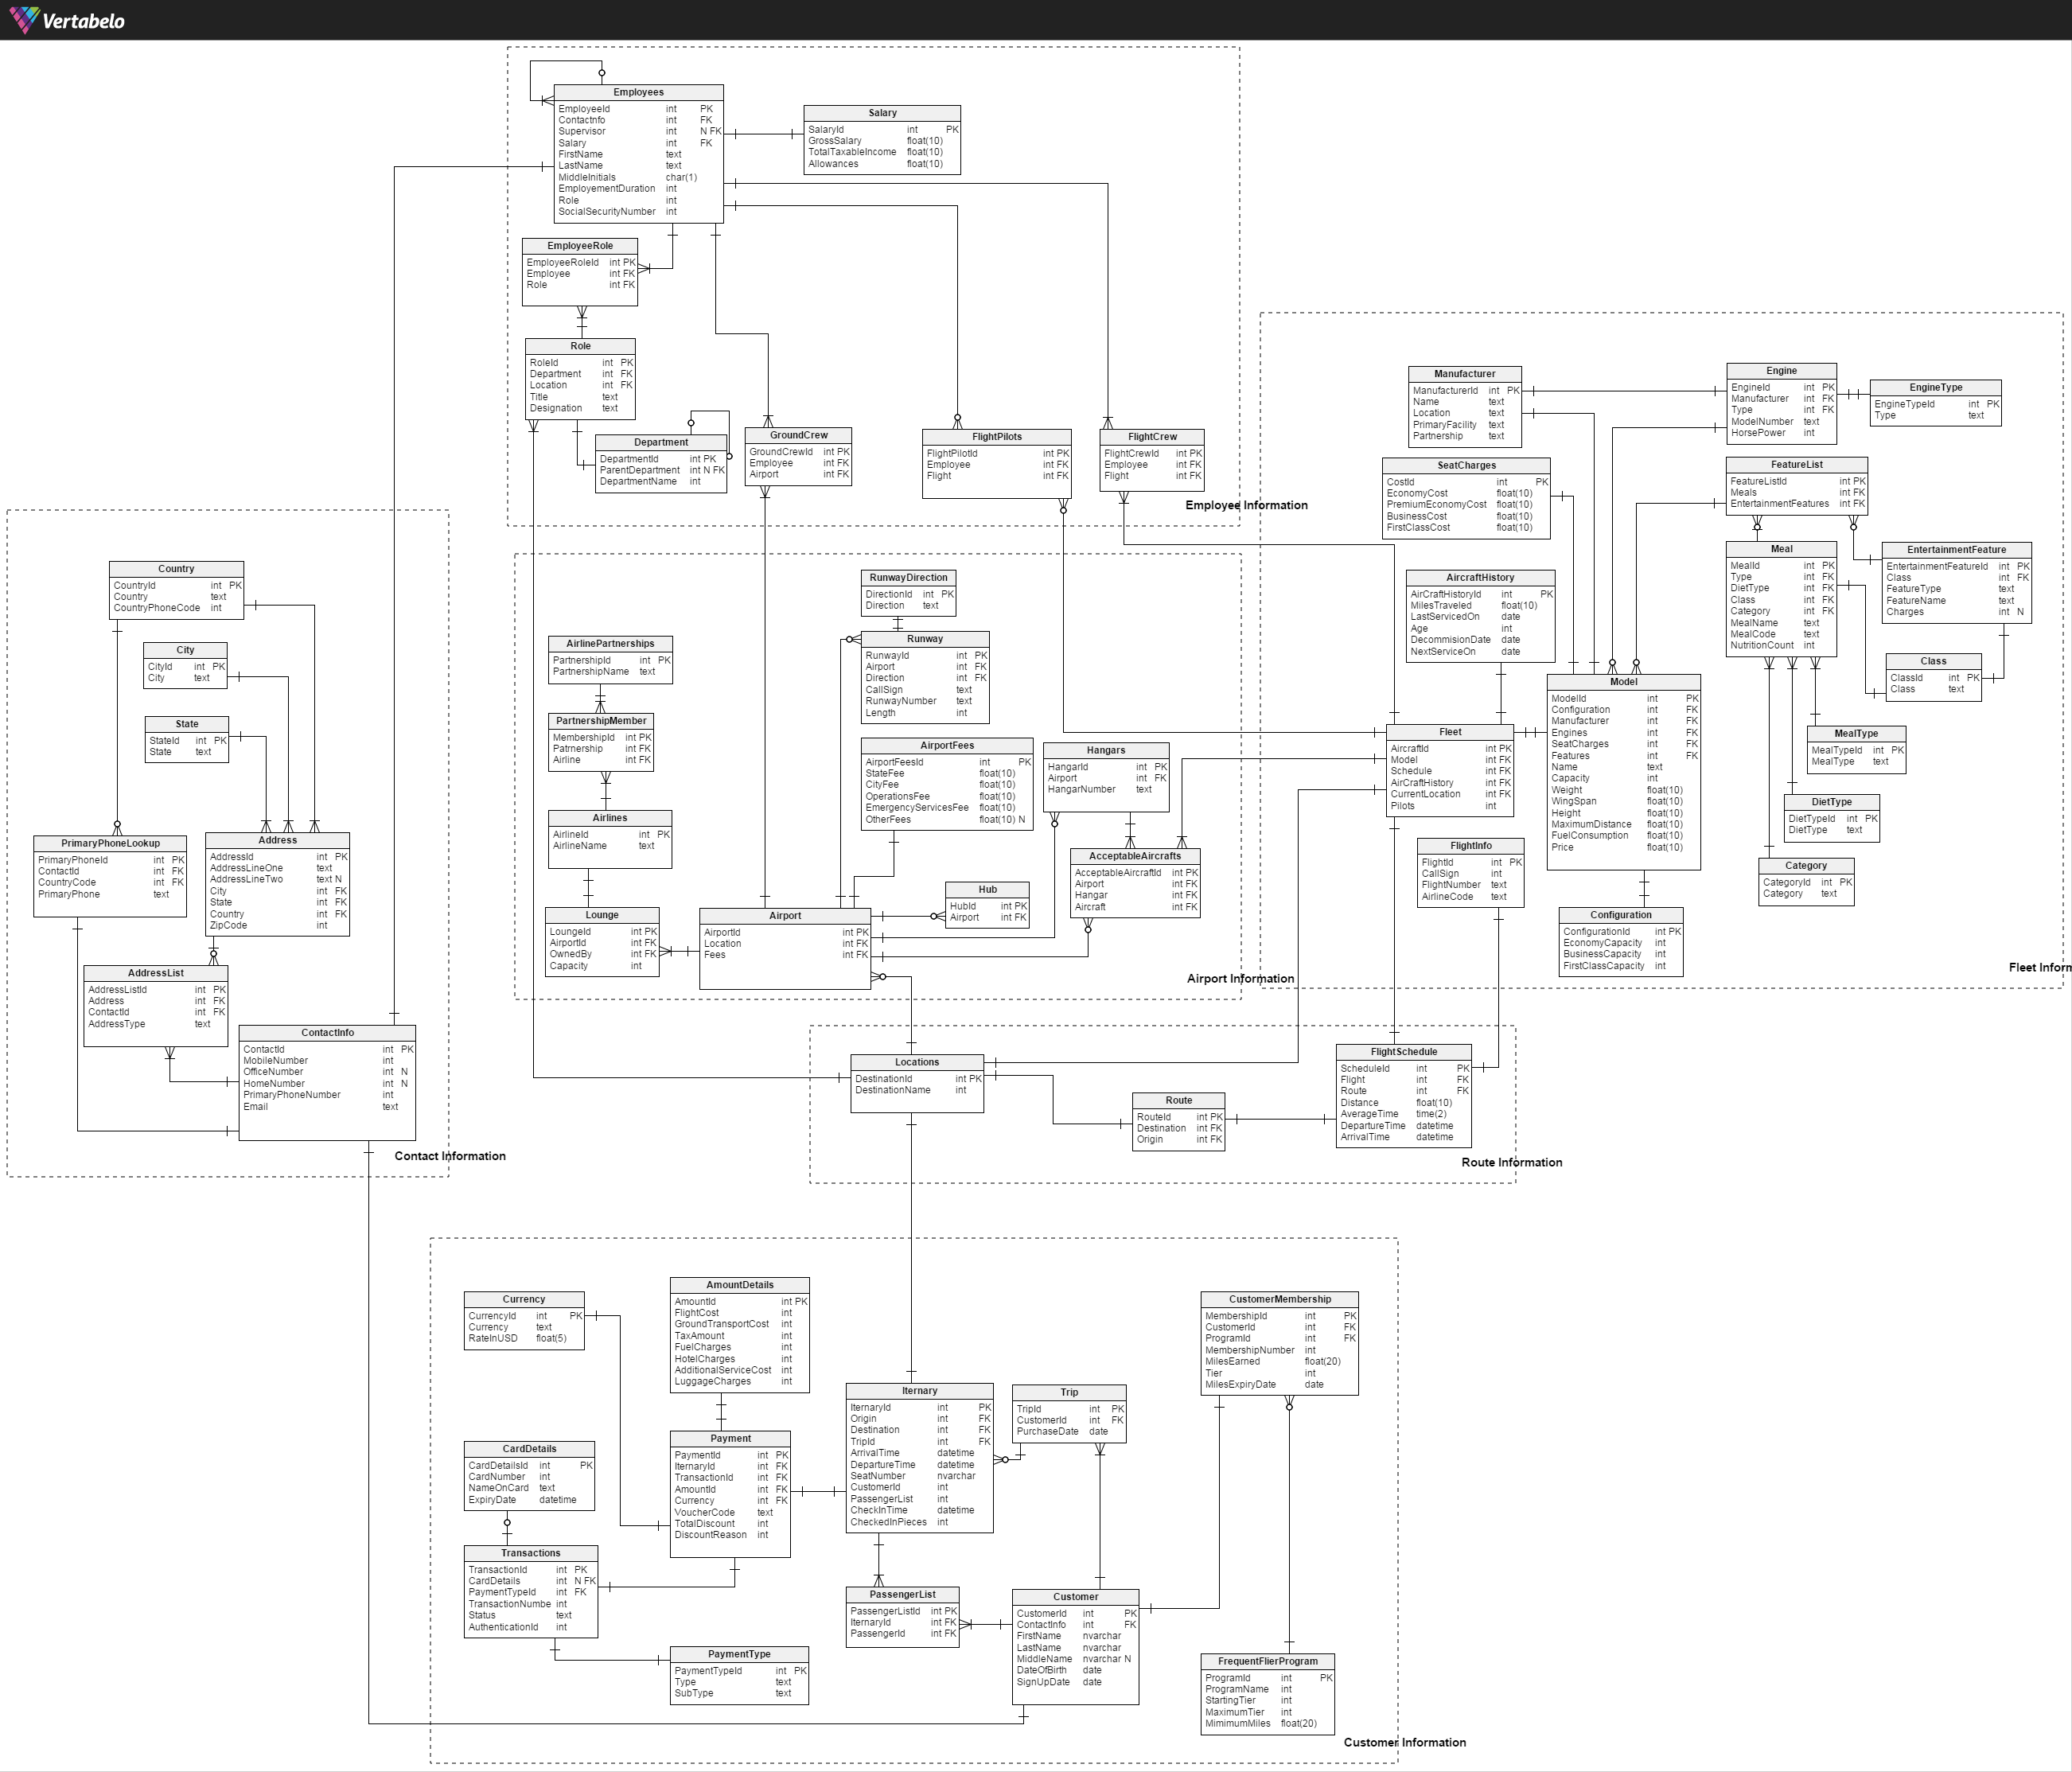 Vertabelo
Employees
EmployeeId int PK
ContactnfoLink int FK
Supervisor int N FK
Salary int FK
FirstName text
LastName text
MiddleInitials char(1)
EmployementDuration int
Role int
SocialSecurityNumber int
Salary
SalaryId int PK
GrossSalary float(10)
TotalTaxableIncome float(10)
Allowances float(10)
EmployeeRole
EmployeeRoleId int PK
Employee int FK
Role int FK
Role
RoleId int PK
Department int FK
Location int FK
Title text
Designation text
Department
DepartmentId int PK
ParentDepartment int N FK
DepartmentName int
GroundCrew
GroundCrewId int PK
Employee int FK
Airport int FK
FlightPilots
FlightPilotId int PK
Employee int FK
Flight int FK
FlightCrew
FlightCrewId int PK
Employee int FK
Flight int FK
Employee Information
Manufacturer
ManufacturerId int PK
Name text
Location text
PrimaryFacility text
Partnership text
Engine
EngineId int PK
Manufacturer int FK
Type int FK
ModelNumber text
HorsePower int
EngineType
EngineTypeId int PK
Type text
SeatCharges
CostId int PK
EconomyCost float(10)
PremiumEconomyCost float(10)
BusinessCost float(10)
FirstClassCost float(10)
FeatureList
FeatureListId int PK
Meals int FK
EntertainmentFeatures int FK
Meal
MealId int PK
Type int FK
DietType int FK
Class int FK
Category int FK
MealName text
MealCode text
NutritionCount int
EntertainmentFeature
EntertainmentFeatureId int PK
Class int FK
FeatureType text
FeatureName text
Charges int N
Class
ClassId int PK
Class text
MealType
MealTypeId int PK
MealType text
DietType
DietTypeId int PK
DietType text
Category
CategoryId int PK
Category text
AircraftHistory
AirCraftHistoryId int PK
MilesTraveled float(10)
LastServicedOn date
Age int
DecommisionDate date
NextServiceOn date
Model
ModelId int PK
Configuration int FK
Manufacturer int FK
Engines int FK
SeatCharges int FK
Features int FK
Name text
Capacity int
Weight float(10)
WingSpan float(10)
Height float(10)
MaximumDistance float(10)
FuelConsumption float(10)
Price float(10)
Fleet
AircraftId int PK
Model int FK
Schedule int FK
AirCraftHistory int FK
CurrentLocation int FK
Pilots int
FlightInfo
FlightId int PK
CallSign int
FlightNumber text
AirlineCode text
Configuration
ConfigurationId int PK
EconomyCapacity int
BusinessCapacity int
FirstClassCapacity int
Fleet Inform
Country
CountryId int PK
Country text
CountryPhoneCode int
City
CityId int PK
City text
State
StateId int PK
State text
PrimaryPhoneLookup
PrimaryPhoneId int PK
ContactId int FK
CountryCode int FK
PrimaryPhone text
Address
AddressId int PK
AddressLineOne text
AddressLineTwo text N
City int FK
State int FK
Country int FK
ZipCode int
AddressList
AddressListId int PK
Address int FK
ContactId int FK
AddressType text
ContactInfo
ContactId int PK
MobileNumber int
OfficeNumber int N
HomeNumber int N
PrimaryPhoneNumber int
Email text
Contact Information
RunwayDirection
DirectionId int PK
Direction text
Runway
RunwayId int PK
Airport int FK
Direction int FK
CallSign text
RunwayNumber text
Length int
AirlinePartnerships
PartnershipId int PK
PartnershipName text
PartnershipMember
MembershipId int PK
Patrnership int FK
Airline int FK
Airlines
AirlineId int PK
AirlineName text
Lounge
LoungeId int PK
AirportId int FK
OwnedBy int FK
Capacity int
AirportFees
AirportFeesId int PK
StateFee float(10)
CityFee float(10)
OperationsFee float(10)
EmergencyServicesFee float(10)
OtherFees float(10) N
Hangars
HangarId int PK
Airport int FK
HangarNumber text
AcceptableAircrafts
AcceptableAircraftId int PK
Airport int FK
Hangar int FK
Aircraft int FK
Hub
HubId int PK
Airport int FK
Airport
AirportId int PK
Location int FK
Fees int FK
Airport Information
Locations
DestinationId int PK
DestinationName int
Route
RouteId int PK
Destination int FK
Origin int FK
FlightSchedule
ScheduleId int PK
Flight int FK
Route int FK
Distance float(10)
AverageTime time(2)
DepartureTime datetime
ArrivalTime datetime
Route Information
Currency
CurrencyId int PK
Currency text
RateInUSD float(5)
AmountDetails
AmountId int PK
FlightCost int
GroundTransportCost int
TaxAmount int
FuelCharges int
HotelCharges int
AdditionalServiceCost int
LuggageCharges int
CardDetails
CardDetailsId int PK
CardNumber int
NameOnCard text
ExpiryDate datetime
Payment
PaymentId int PK
IternaryId int FK
TransactionId int FK
AmountId int FK
Currency int FK
VoucherCode text
TotalDiscount int
DiscountReason int
Transactions
TransactionId int PK
CardDetails int N FK
PaymentTypeId int FK
TransactionNumbe int
Status text
AuthenticationId int
PaymentType
PaymentTypeId int PK
Type text
SubType text
Iternary
IternaryId int PK
Origin int FK
Destination int FK
TripId int FK
ArrivalTime datetime
DepartureTime datetime
SeatNumber nvarchar
CustomerId int
PassengerList int
CheckInTime datetime
CheckedInPieces int
Trip
TripId int PK
CustomerId int FK
PurchaseDate date
PassengerList
PassengerListId int PK
IternaryId int FK
PassengerId int FK
Customer
CustomerId int PK
ContactInfo int FK
FirstName nvarchar
LastName nvarchar
MiddleName nvarchar N
DateOfBirth date
SignUpDate date
CustomerMembership
MembershipId int PK
CustomerId int FK
ProgramId int FK
MembershipNumber int
MilesEarned float(20)
Tier int
MilesExpiryDate date
FrequentFlierProgram
ProgramId int PK
ProgramName int
StartingTier int
MaximumTier int
MimimumMiles float(20)
Customer Information